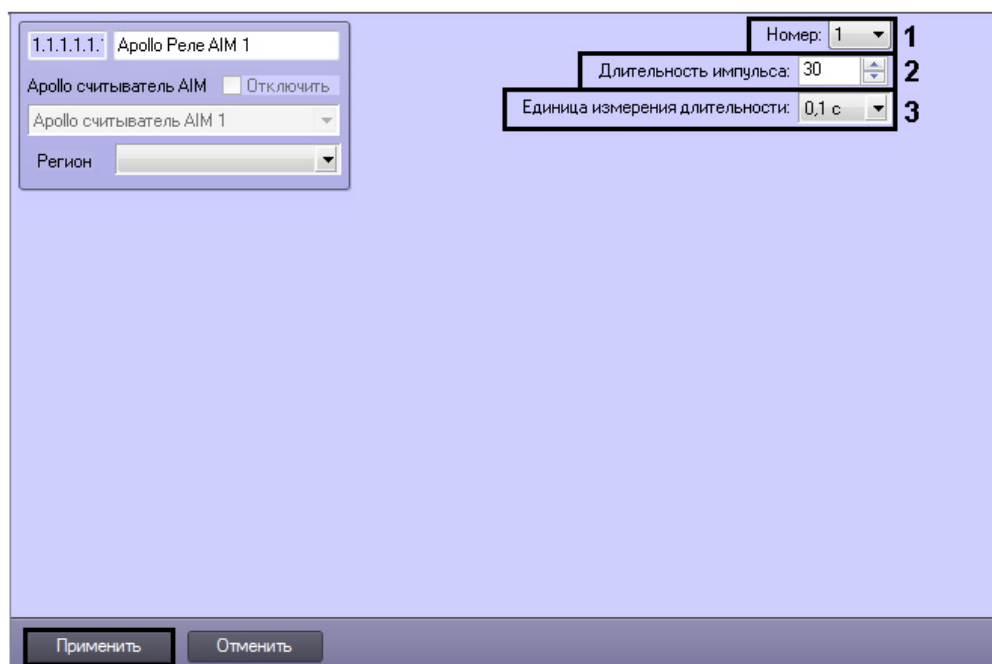 1.1.1.1.1.
Apollo Реле AIM 1
Номер: 1
1
Длительность импульса: 30
2
Apollo считыватель AIM
Отключить
Единица измерения длительности: 0,1 с
3
Apollo считыватель AIM 1
Регион
Применить
Отменить